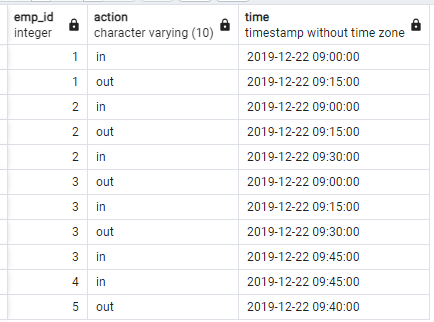 emp_id action time
integer character varying (10) timestamp without time zone
1 in 2019-12-22 09:00:00
1 out 2019-12-22 09:15:00
2 in 2019-12-22 09:00:00
2 out 2019-12-22 09:15:00
2 in 2019-12-22 09:30:00
3 out 2019-12-22 09:00:00
3 in 2019-12-22 09:15:00
3 out 2019-12-22 09:30:00
3 in 2019-12-22 09:45:00
4 in 2019-12-22 09:45:00
5 out 2019-12-22 09:40:00